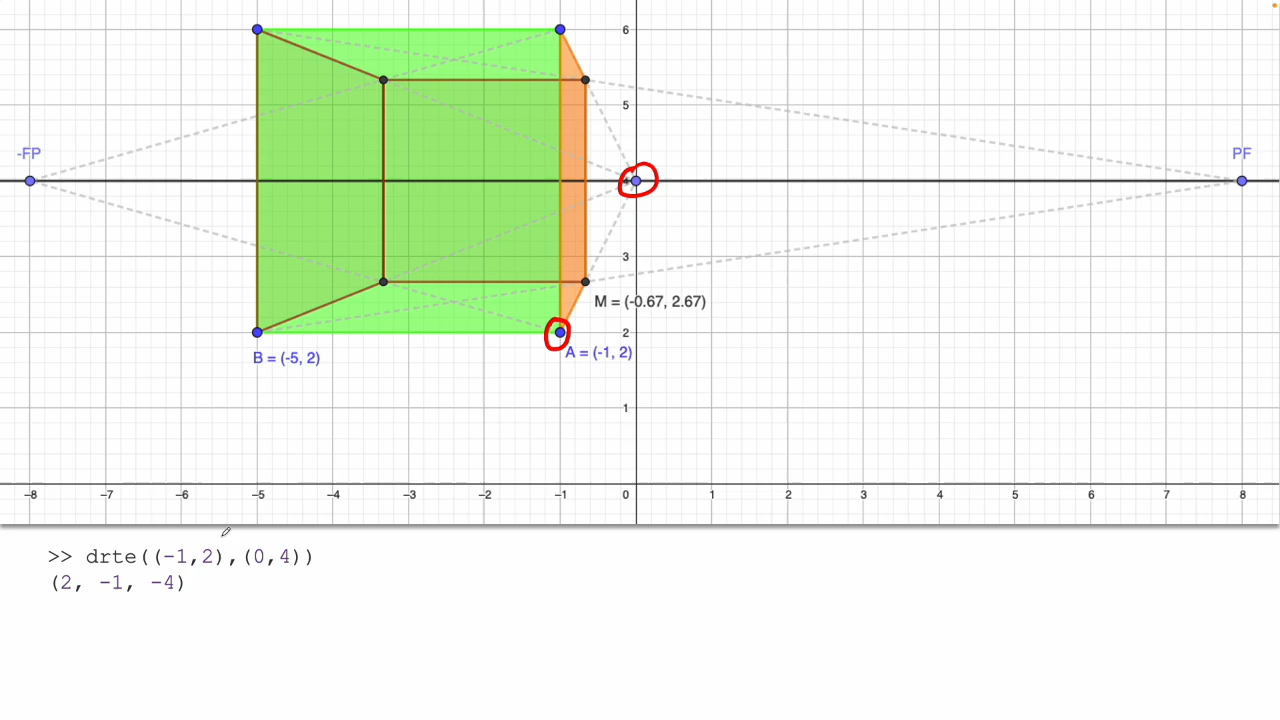 6
5
-FP
PF
4
3
M = (-0.67, 2.67)
2
B = (-5, 2)
A = (-1, 2)
1
–8 –7 –6 –5 –4 –3 –2 –1 0 1 2 3 4 5 6 7 8
>> drte((-1,2),(0,4))
(2, -1, -4)